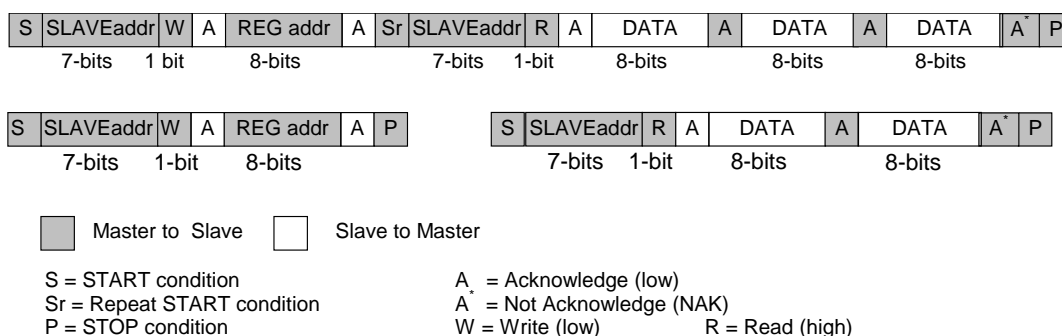 S SLAVEaddr W A REG addr A Sr SLAVEaddr R A DATA A DATA A DATA A* P
7-bits 1 bit 8-bits 7-bits 1-bit 8-bits 8-bits 8-bits
S SLAVEaddr W A REG addr A P
7-bits 1-bit 8-bits
S SLAVEaddr R A DATA A DATA A* P
7-bits 1-bit 8-bits 8-bits
Master to Slave
Slave to Master
S = START condition
Sr = Repeat START condition
P = STOP condition
A = Acknowledge (low)
A* = Not Acknowledge (NAK)
W = Write (low) R = Read (high)